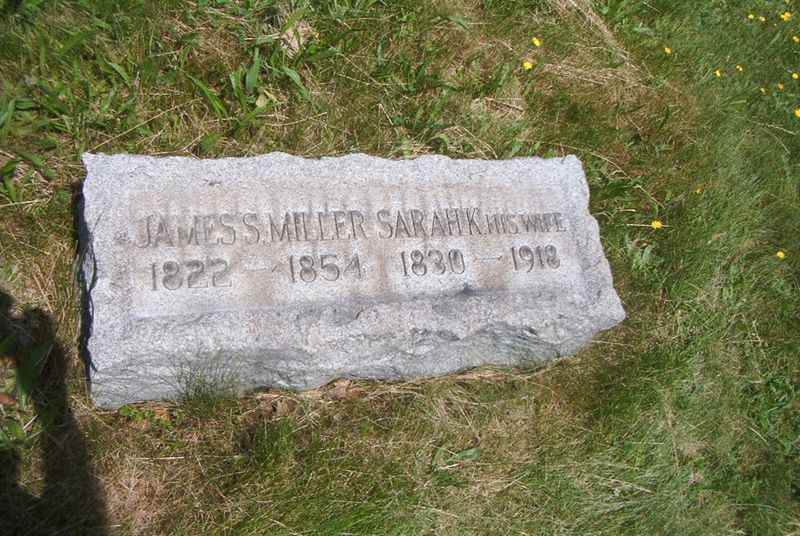 JAMES S. MILLER SARAH K. HIS WIFE
1822 — 1854 1830 — 1918